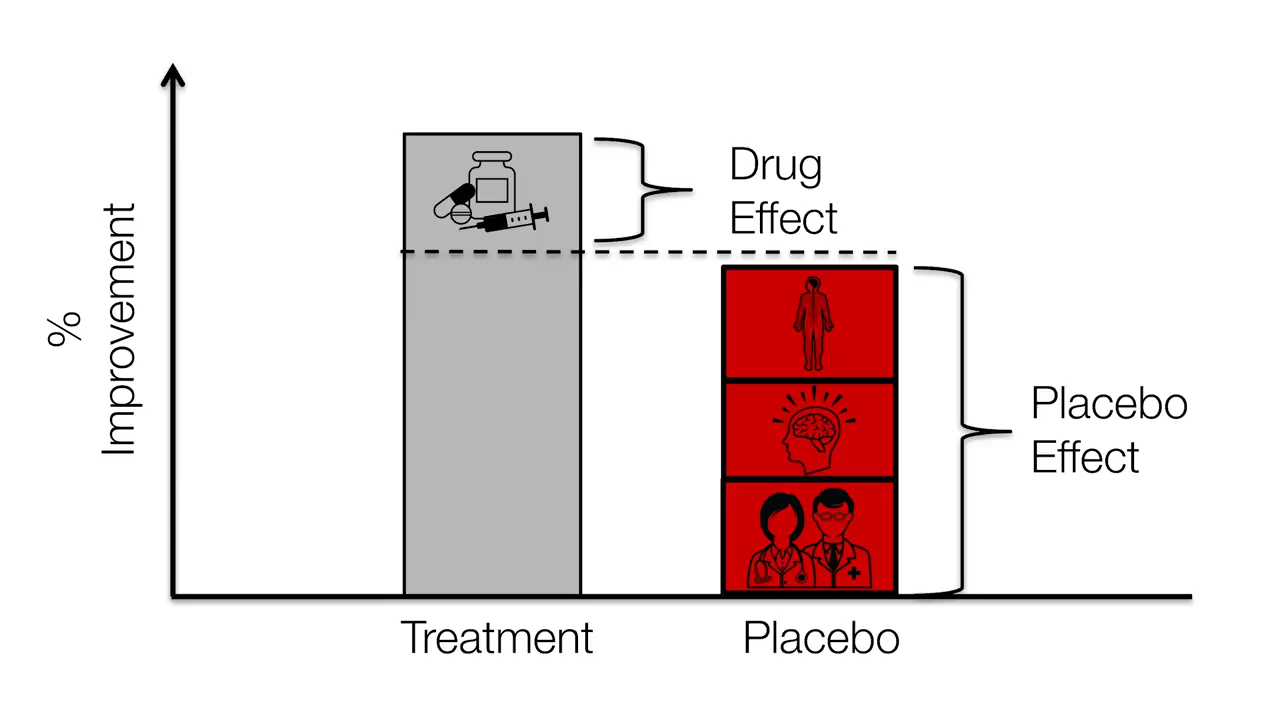 %
Improvement
Drug
Effect
Placebo
Effect
Treatment
Placebo